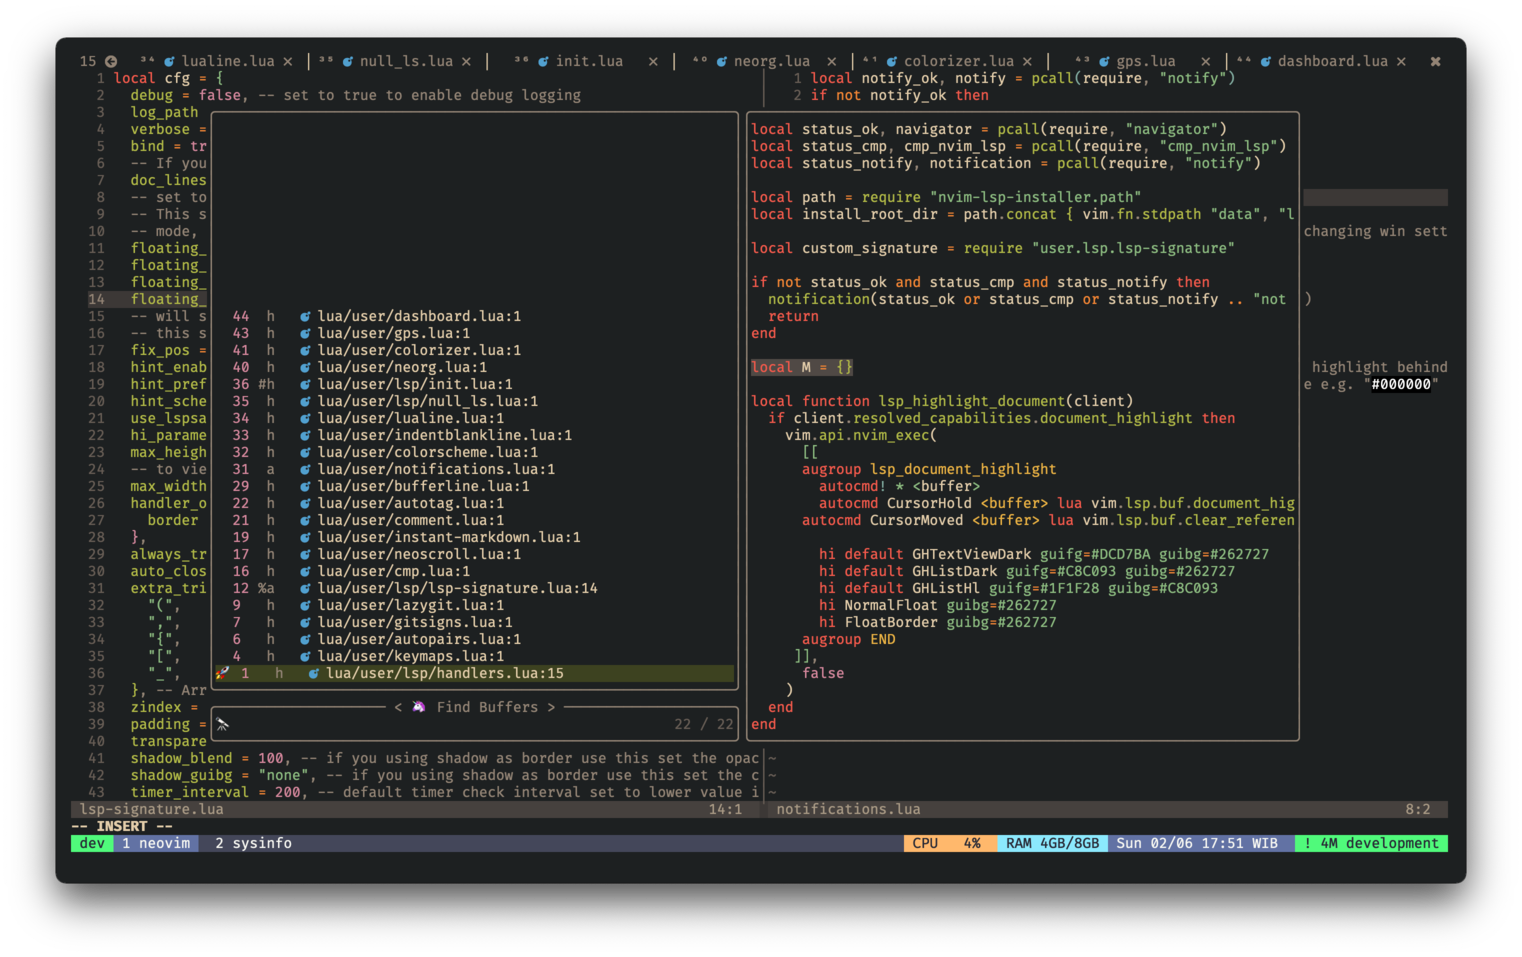 15 ³⁴ lualine.lua × | ³⁵ null_ls.lua × | ³⁶ init.lua × | ⁴⁰ neorg.lua × | ⁴¹ colorizer.lua × | ⁴³ gps.lua × | ⁴⁴ dashboard.lua ×
1 local cfg = {
2 debug = false, -- set to true to enable debug logging
3 log_path
4 verbose =
5 bind = tr
6 -- If you
7 doc_lines
8 -- set to
9 -- This s
10 -- mode,
11 floating_
12 floating_
13 floating_
14 floating_
15 -- will s
16 -- this s
17 fix_pos =
18 hint_enab
19 hint_pref
20 hint_sche
21 use_lspsa
22 hi_parame
23 max_heigh
24 -- to vie
25 max_width
26 handler_o
27 border
28 },
29 always_tr
30 auto_clos
31 extra_tri
32 "(",
33 ",",
34 "{",
35 "[",
36 "_",
37 }, -- Arr
38 zindex =
39 padding =
40 transpare
41 shadow_blend = 100, -- if you using shadow as border use this set the opac
42 shadow_guibg = "none", -- if you using shadow as border use this set the c
43 timer_interval = 200, -- default timer check interval set to lower value i
44 h lua/user/dashboard.lua:1
43 h lua/user/gps.lua:1
41 h lua/user/colorizer.lua:1
40 h lua/user/neorg.lua:1
36 #h lua/user/lsp/init.lua:1
35 h lua/user/lsp/null_ls.lua:1
34 h lua/user/lualine.lua:1
33 h lua/user/indentblankline.lua:1
32 h lua/user/colorscheme.lua:1
31 a lua/user/notifications.lua:1
29 h lua/user/bufferline.lua:1
22 h lua/user/autotag.lua:1
21 h lua/user/comment.lua:1
19 h lua/user/instant-markdown.lua:1
17 h lua/user/neoscroll.lua:1
16 h lua/user/cmp.lua:1
12 %a lua/user/lsp/lsp-signature.lua:14
9 h lua/user/lazygit.lua:1
7 h lua/user/gitsigns.lua:1
6 h lua/user/autopairs.lua:1
4 h lua/user/keymaps.lua:1
1 h lua/user/lsp/handlers.lua:15
< 🦄 Find Buffers >
22 / 22
1 local notify_ok, notify = pcall(require, "notify")
2 if not notify_ok then
local status_ok, navigator = pcall(require, "navigator")
local status_cmp, cmp_nvim_lsp = pcall(require, "cmp_nvim_lsp")
local status_notify, notification = pcall(require, "notify")
local path = require "nvim-lsp-installer.path"
local install_root_dir = path.concat { vim.fn.stdpath "data", "l
local custom_signature = require "user.lsp.lsp-signature"
if not status_ok and status_cmp and status_notify then
notification(status_ok or status_cmp or status_notify .. "not
return
end
local M = {}
local function lsp_highlight_document(client)
if client.resolved_capabilities.document_highlight then
vim.api.nvim_exec(
[[
augroup lsp_document_highlight
autocmd! * <buffer>
autocmd CursorHold <buffer> lua vim.lsp.buf.document_hig
autocmd CursorMoved <buffer> lua vim.lsp.buf.clear_referen
hi default GHTextViewDark guifg=#DCD7BA guibg=#262727
hi default GHListDark guifg=#C8C093 guibg=#262727
hi default GHListHl guifg=#1F1F28 guibg=#C8C093
hi NormalFloat guibg=#262727
hi FloatBorder guibg=#262727
augroup END
]],
false
)
end
end
changing win sett
)
highlight behind
e e.g. "#000000"
~
~
~
lsp-signature.lua 14:1 notifications.lua 8:2
-- INSERT --
dev 1 neovim 2 sysinfo CPU 4% RAM 4GB/8GB Sun 02/06 17:51 WIB ! 4M development